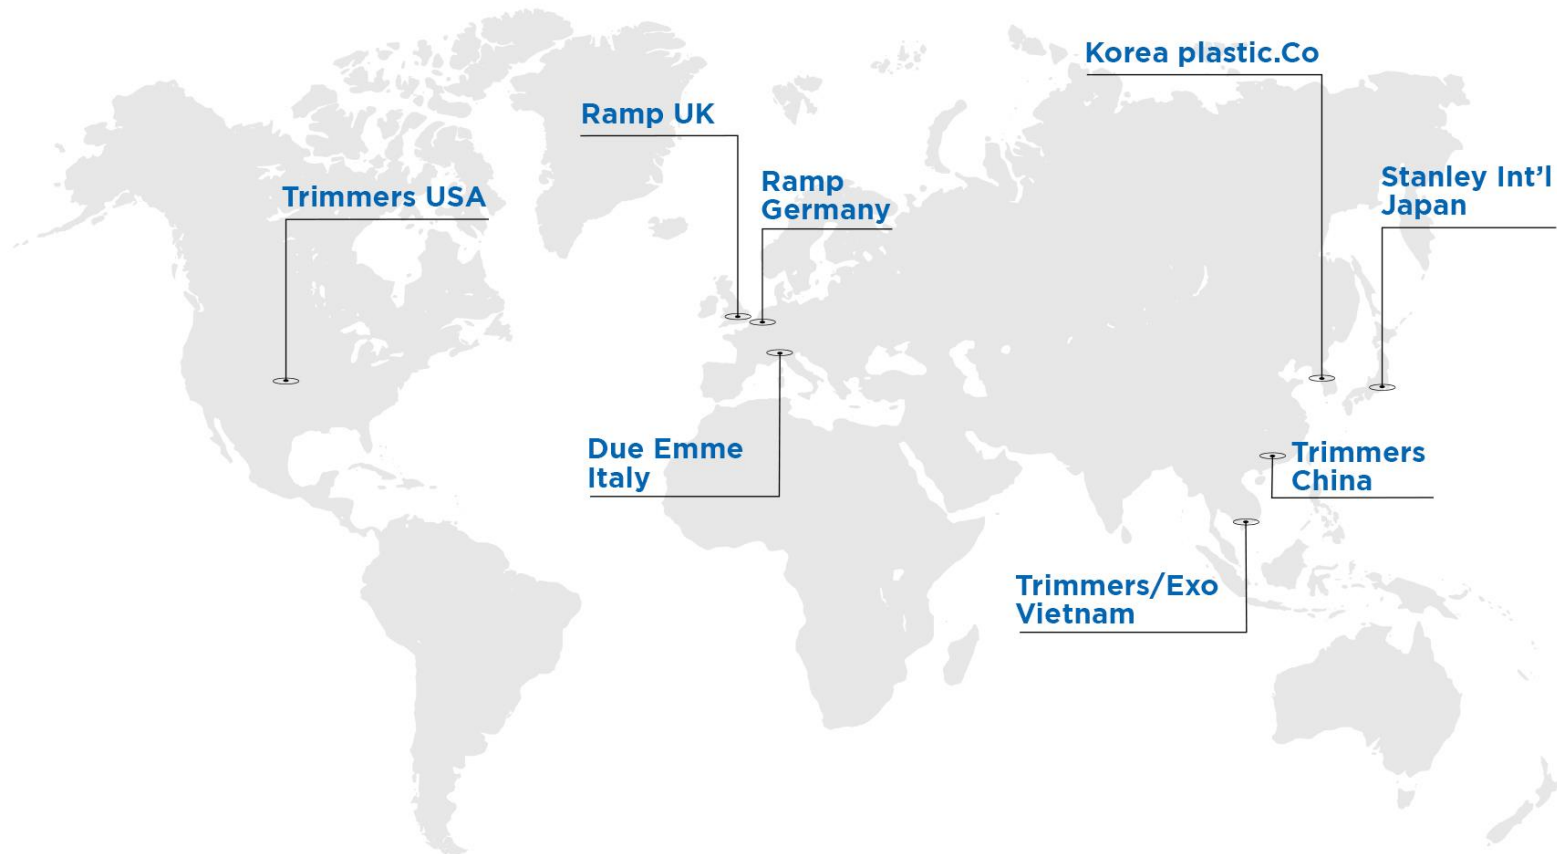 Korea plastic.Co
Ramp UK
Ramp
Germany
Stanley Int’l
Japan
Trimmers USA
Due Emme
Italy
Trimmers
China
Trimmers/Exo
Vietnam